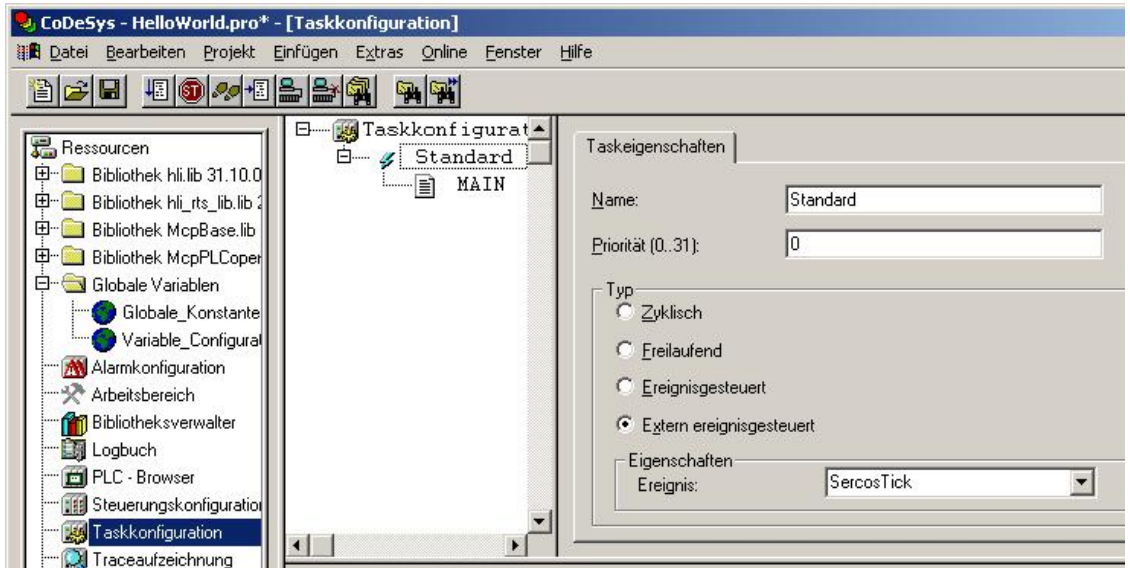 CoDeSys - HelloWorld.pro* - [Taskkonfiguration]
Datei Bearbeiten Projekt Einfügen Extras Online Fenster Hilfe
ST
Ressourcen
Bibliothek hli.lib 31.10.0
Bibliothek hli_rts_lib.lib
Bibliothek McpBase.lib
Bibliothek McpPLCoper
Globale Variablen
Globale_Konstante
Variable_Configura
Alarmkonfiguration
Arbeitsbereich
Bibliotheksverwalter
Logbuch
PLC - Browser
Steuerungskonfiguration
Taskkonfiguration
Traceaufzeichnung
Taskkonfigurat
Standard
MAIN
Taskeigenschaften
Name: Standard
Priorität (0..31): 0
Typ
Zyklisch
Freilaufend
Ereignisgesteuert
Extern ereignisgesteuert
Eigenschaften
Ereignis: SercosTick